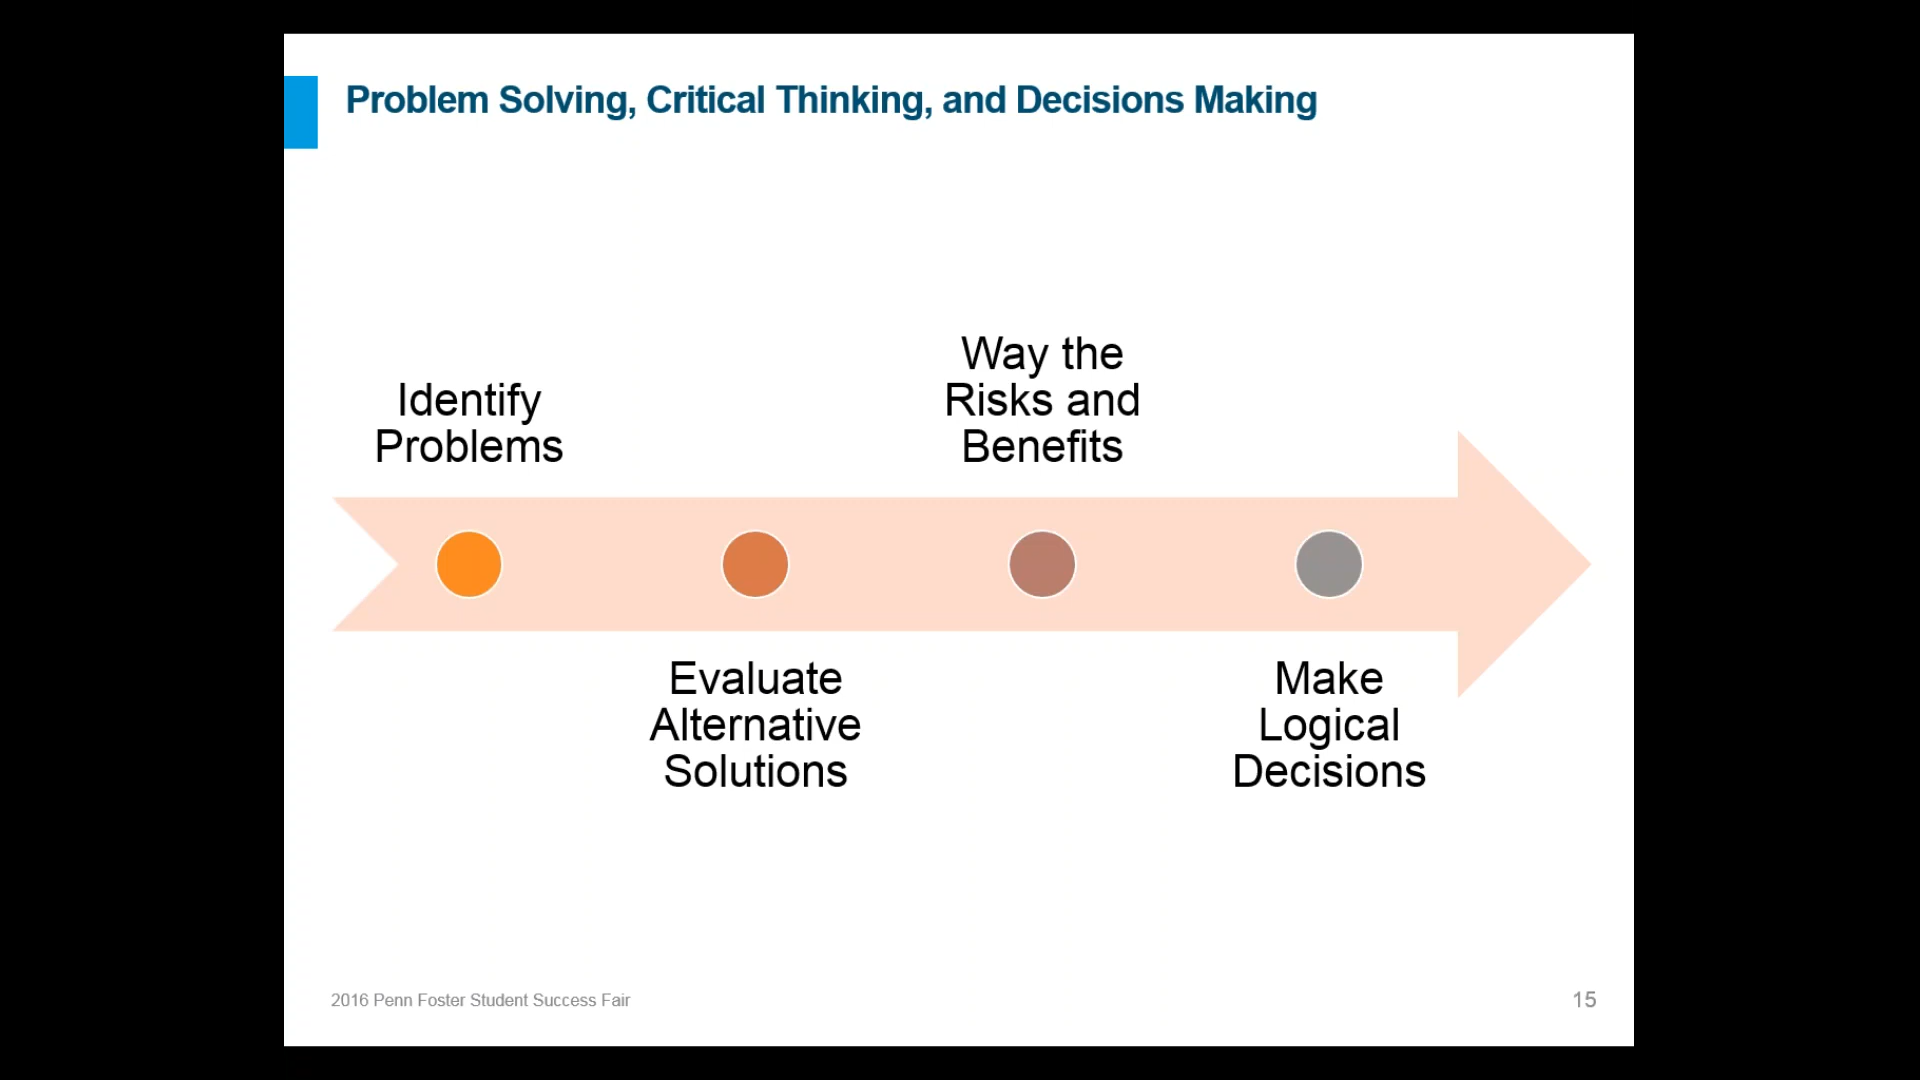 Problem Solving, Critical Thinking, and Decisions Making
Identify
Problems
Evaluate
Alternative
Solutions
Way the
Risks and
Benefits
Make
Logical
Decisions
2016 Penn Foster Student Success Fair
15